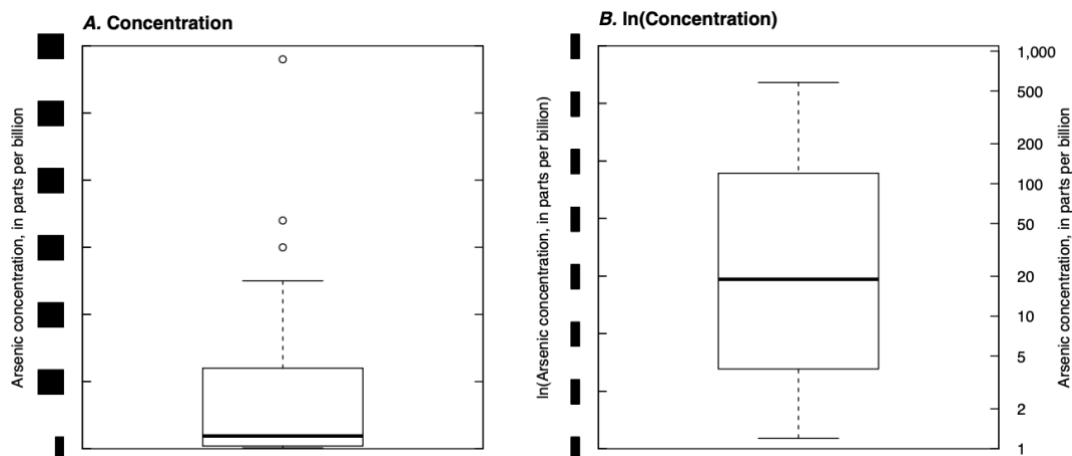 A. Concentration
Arsenic concentration, in parts per billion
B. ln(Concentration)
ln(Arsenic concentration, in parts per billion)
1,000
500
200
100
50
20
10
5
2
1
Arsenic concentration, in parts per billion